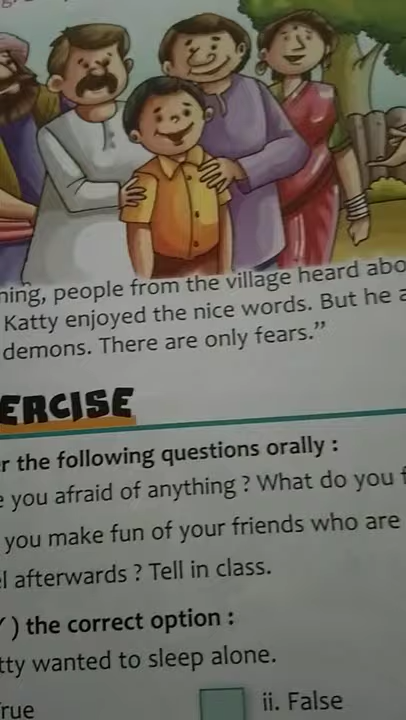 ning, people from the village heard abo
Katty enjoyed the nice words. But he a
demons. There are only fears.”
ERCISE
r the following questions orally :
e you afraid of anything ? What do you f
you make fun of your friends who are
el afterwards ? Tell in class.
) the correct option :
tty wanted to sleep alone.
rue
ii. False